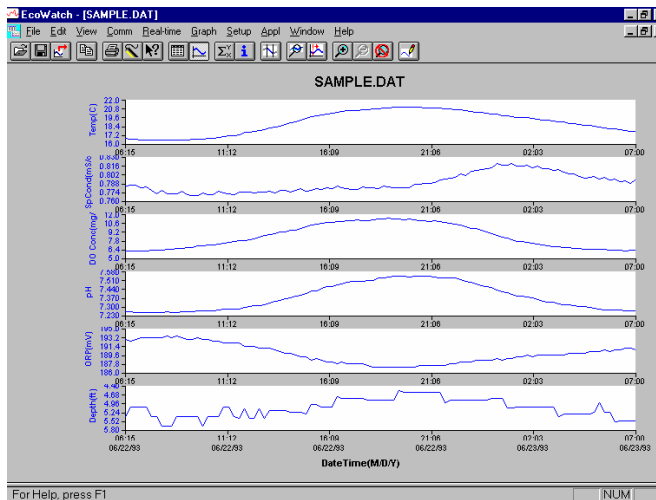 EcoWatch - [SAMPLE.DAT]
File Edit View Comm Real-time Graph Setup Appl Window Help
SAMPLE.DAT
Temp(C)
22.0
20.8
19.6
18.4
17.2
16.0
06:15 11:12 16:09 21:06 02:03 07:00
SpCond(mS/c
0.830
0.816
0.802
0.788
0.774
0.760
06:15 11:12 16:09 21:06 02:03 07:00
DO Conc(mg/
12.0
10.6
9.2
7.8
6.4
5.0
06:15 11:12 16:09 21:06 02:03 07:00
pH
7.580
7.510
7.440
7.370
7.300
7.230
06:15 11:12 16:09 21:06 02:03 07:00
ORP(mV)
195.0
193.2
191.4
189.6
187.8
186.0
06:15 11:12 16:09 21:06 02:03 07:00
Depth(ft)
4.40
4.68
4.96
5.24
5.52
5.80
06:15 11:12 16:09 21:06 02:03 07:00
06/22/93 06/22/93 06/22/93 06/22/93 06/23/93 06/23/93
DateTime(M/D/Y)
For Help, press F1
NUM